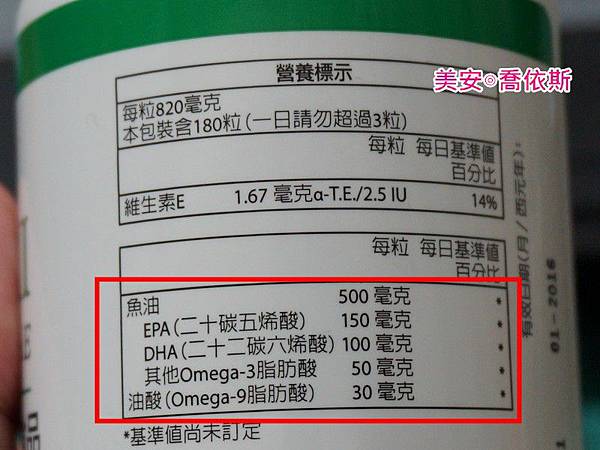 營養標示
美安◎喬依斯
每粒820毫克
本包裝含180粒(一日請勿超過3粒)
每粒 每日基準值
百分比
維生素E 1.67 毫克α-T.E./2.5 IU 14%
每粒 每日基準值
百分比
魚油 500 毫克 *
EPA(二十碳五烯酸) 150 毫克 *
DHA(二十二碳六烯酸) 100 毫克 *
其他Omega-3脂肪酸 50 毫克 *
油酸(Omega-9脂肪酸) 30 毫克 *
*基準值尚未訂定
有效日期(月/西元年):
01-2016
品